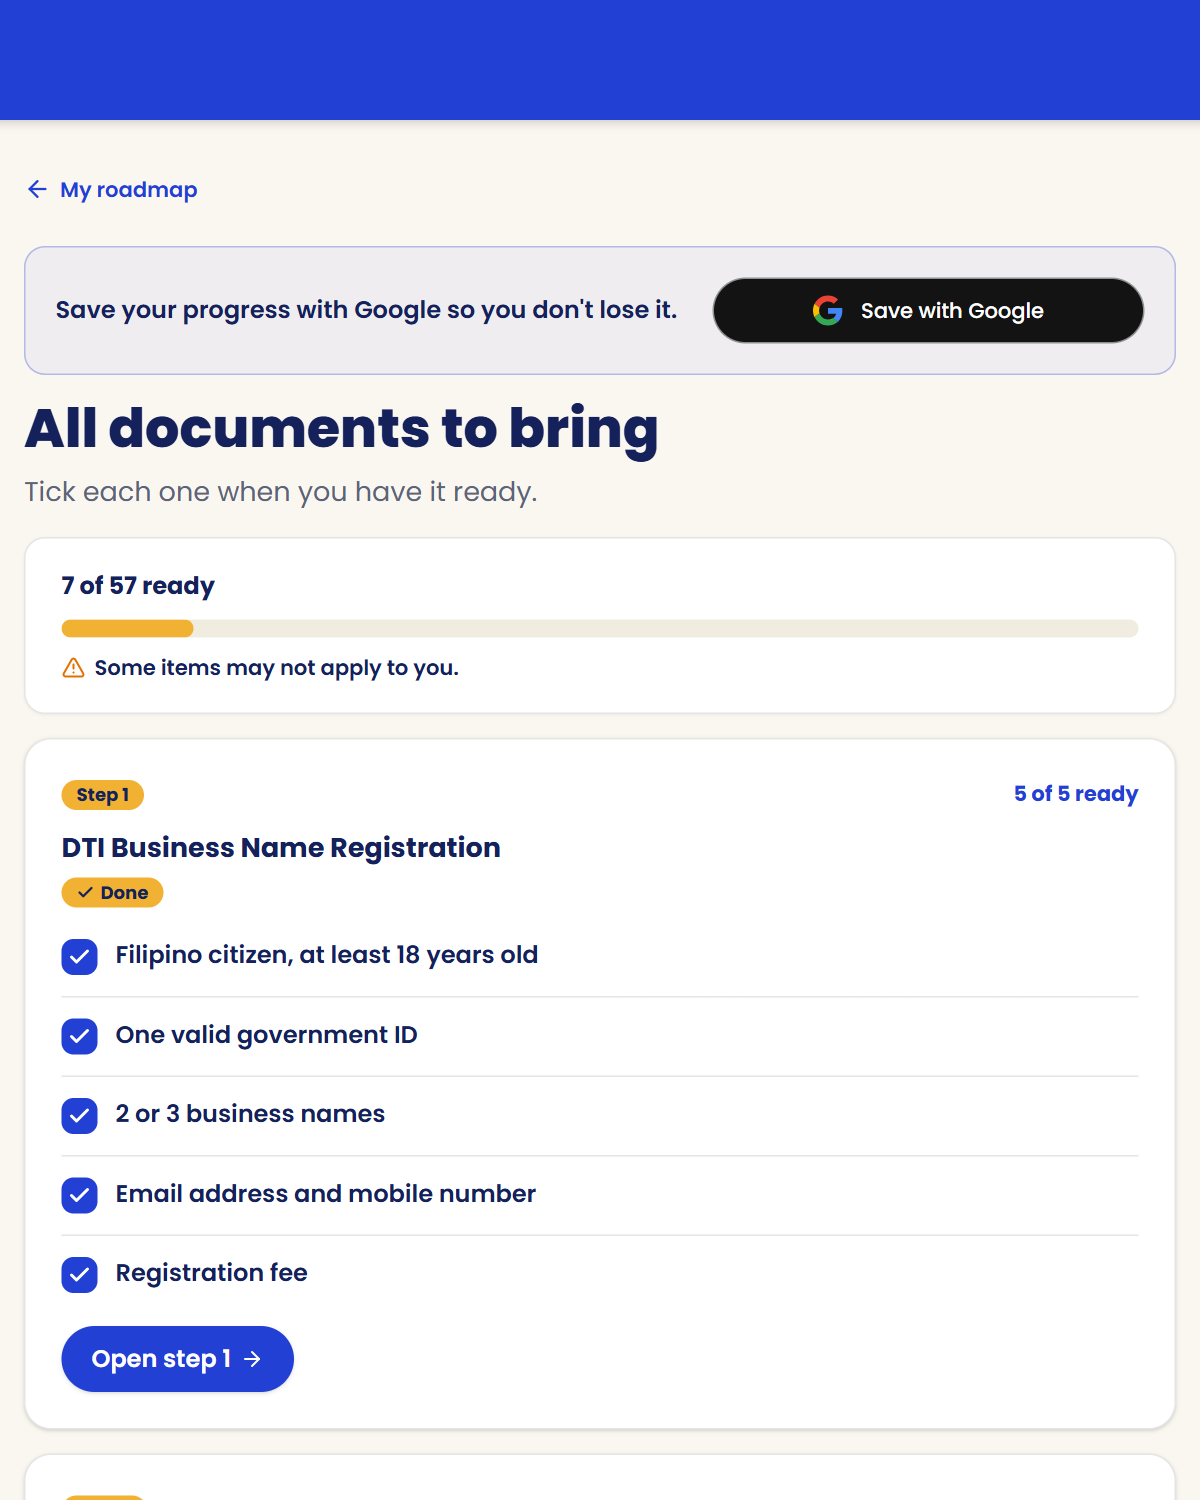 My roadmap
Save your progress with Google so you don't lose it.
Save with Google
All documents to bring
Tick each one when you have it ready.
7 of 57 ready
Some items may not apply to you.
Step 1
5 of 5 ready
DTI Business Name Registration
Done
Filipino citizen, at least 18 years old
One valid government ID
2 or 3 business names
Email address and mobile number
Registration fee
Open step 1